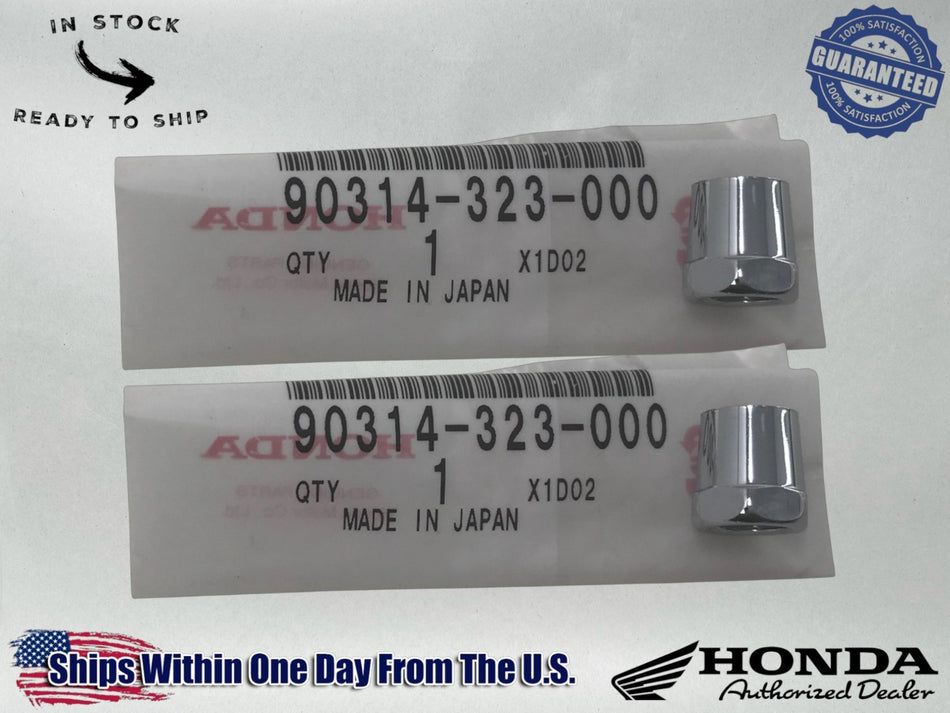 IN STOCK
READY TO SHIP
100% SATISFACTION
GUARANTEED
100% SATISFACTION
90314-323-000
HONDA
QTY 1 X1D02
MADE IN JAPAN
90314-323-000
HONDA
QTY 1 X1D02
MADE IN JAPAN
Ships Within One Day From The U.S.
HONDA
Authorized Dealer